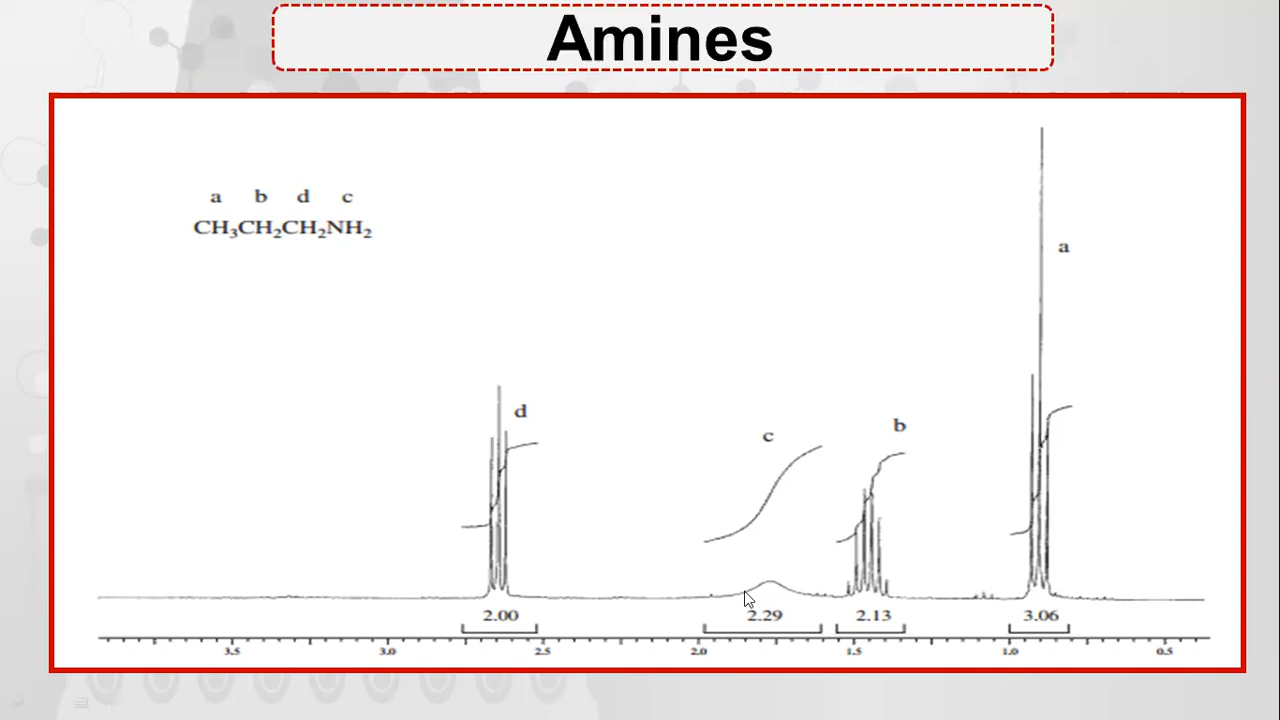 Amines
a b d c
CH₃CH₂CH₂NH₂
a
d
c
b
2.00 2.29 2.13 3.06
3.5 3.0 2.5 2.0 1.5 1.0 0.5